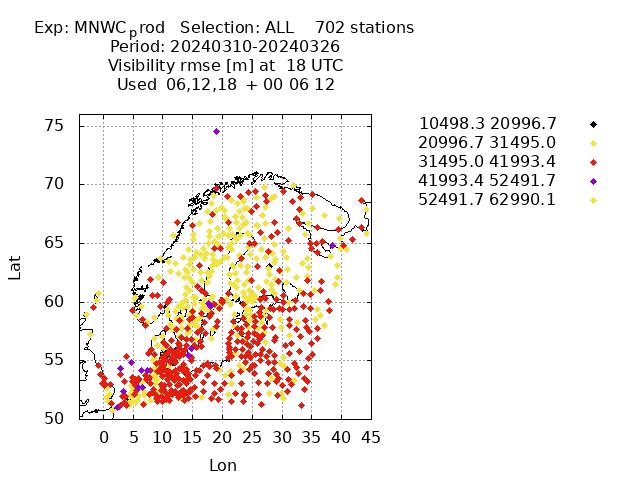 Exp: MNWCprod Selection: ALL 702 stations
Period: 20240310-20240326
Visibility rmse [m] at 18 UTC
Used 06,12,18 + 00 06 12
10498.3 20996.7
20996.7 31495.0
31495.0 41993.4
41993.4 52491.7
52491.7 62990.1
75
70
65
60
55
50
Lat
0 5 10 15 20 25 30 35 40 45
Lon